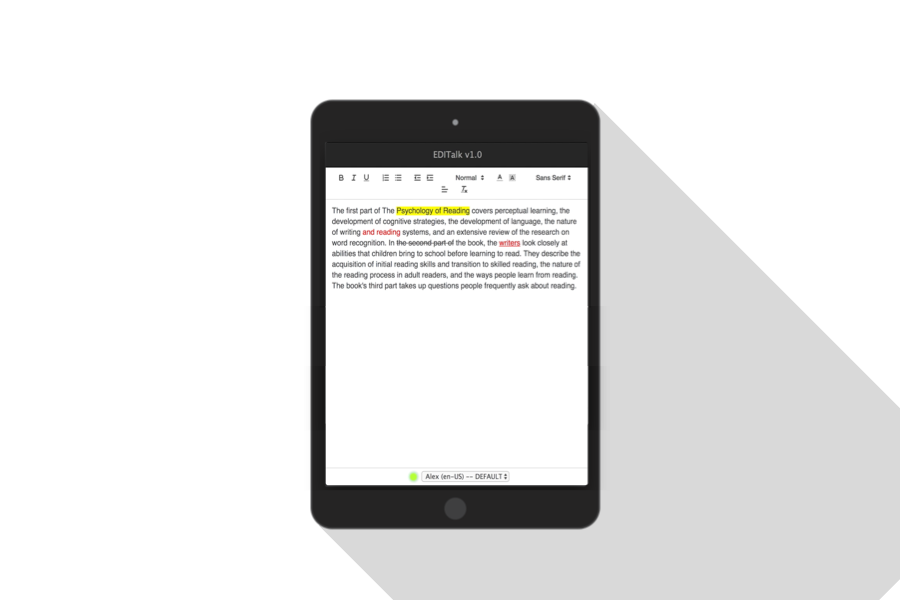 EDITalk v1.0
B I U Normal A A Sans Serif
Tx
The first part of The Psychology of Reading covers perceptual learning, the
development of cognitive strategies, the development of language, the nature
of writing and reading systems, and an extensive review of the research on
word recognition. In the second part of the book, the writers look closely at
abilities that children bring to school before learning to read. They describe the
acquisition of initial reading skills and transition to skilled reading, the nature of
the reading process in adult readers, and the ways people learn from reading.
The book's third part takes up questions people frequently ask about reading.
Alex (en-US) -- DEFAULT